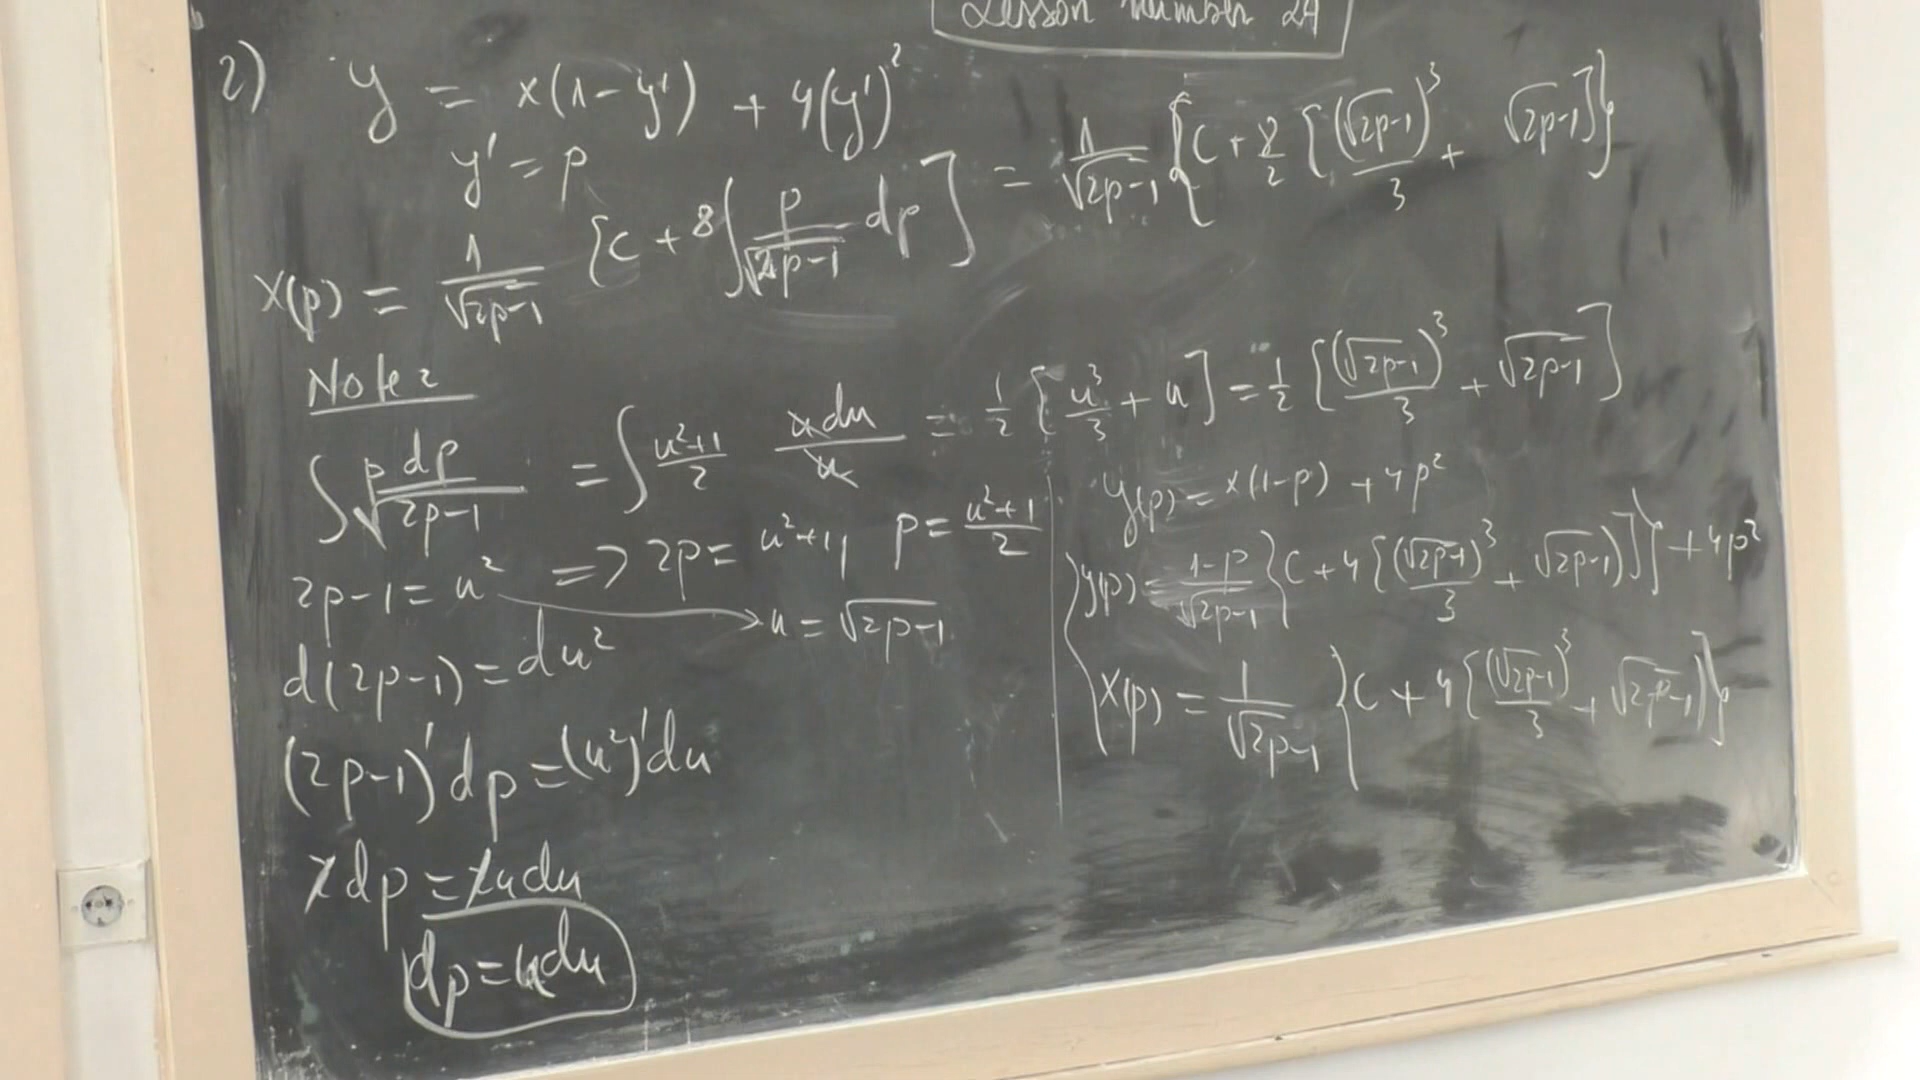 Lesson number 2A
2) y = x(1-y') + 4(y')²
y' = p
x(p) = 1/√(2p-1) [C + 8∫ p/√(2p-1) dp] = 1/√(2p-1) {C + 8/2 [(√(2p-1))³/3 + √(2p-1)]}
Note:
∫ p dp/√(2p-1) = ∫ (u²+1)/2 · u du/u = 1/2 [u³/3 + u] = 1/2 [(√(2p-1))³/3 + √(2p-1)]
2p-1 = u² => 2p = u²+1, p = (u²+1)/2
u = √(2p-1)
d(2p-1) = du²
(2p-1)' dp = (u²)' du
2dp = 2u du
dp = u du
y(p) = x(1-p) + 4p²
y(p) = (1-p)/√(2p-1) {C + 4[(√(2p-1))³/3 + √(2p-1)]} + 4p²
x(p) = 1/√(2p-1) {C + 4[(√(2p-1))³/3 + √(2p-1)]}